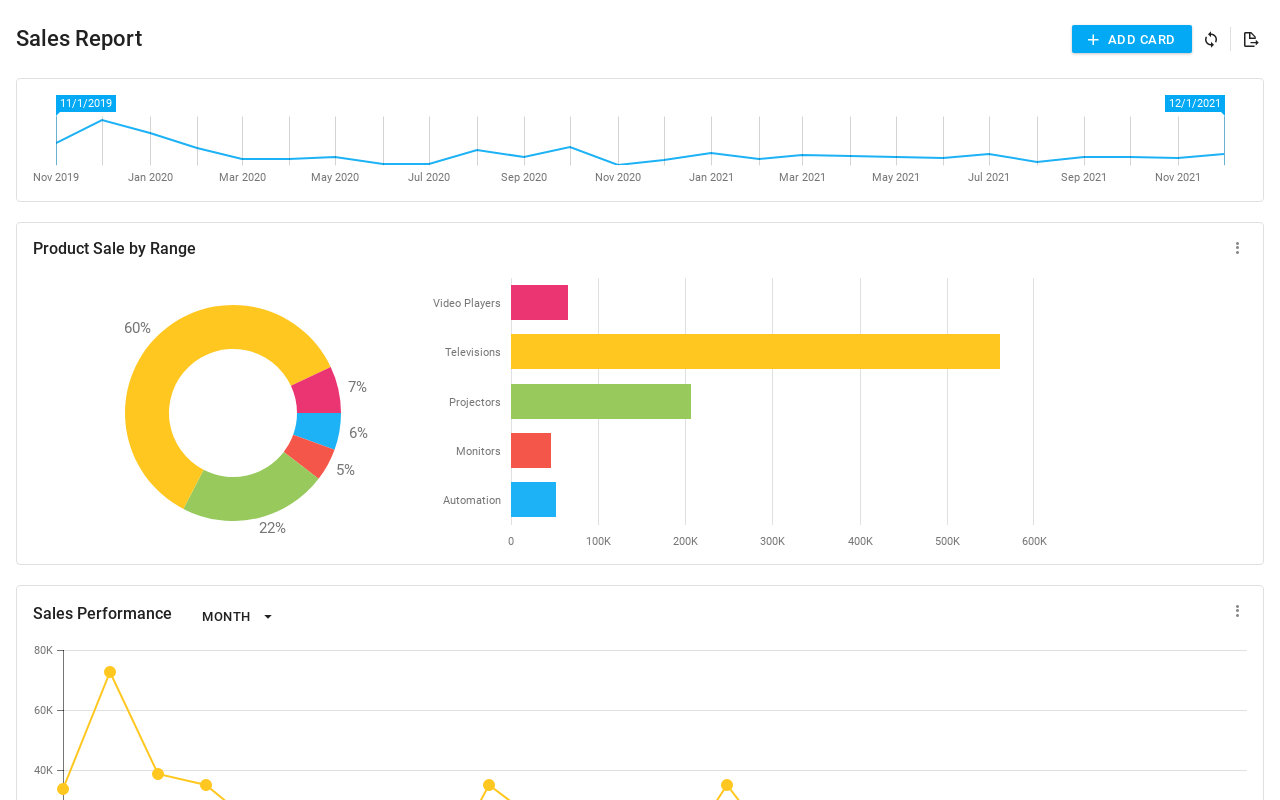 Sales Report
ADD CARD
11/1/2019
12/1/2021
Nov 2019 Jan 2020 Mar 2020 May 2020 Jul 2020 Sep 2020 Nov 2020 Jan 2021 Mar 2021 May 2021 Jul 2021 Sep 2021 Nov 2021
Product Sale by Range
60%
7%
6%
5%
22%
Video Players
Televisions
Projectors
Monitors
Automation
0 100K 200K 300K 400K 500K 600K
Sales Performance MONTH
80K
60K
40K